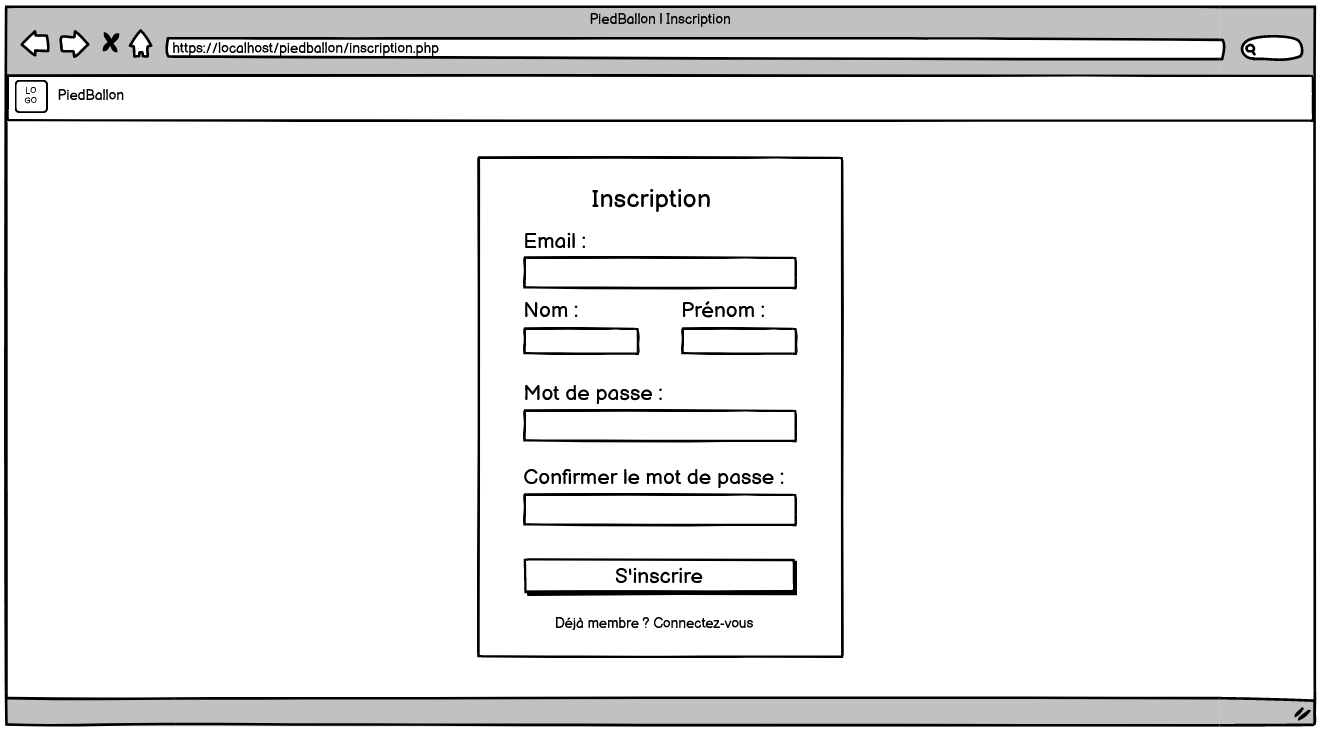 PiedBallon | Inscription
https://localhost/piedballon/inscription.php
LO
GO
PiedBallon
Inscription
Email :
Nom :
Prénom :
Mot de passe :
Confirmer le mot de passe :
S'inscrire
Déjà membre ? Connectez-vous